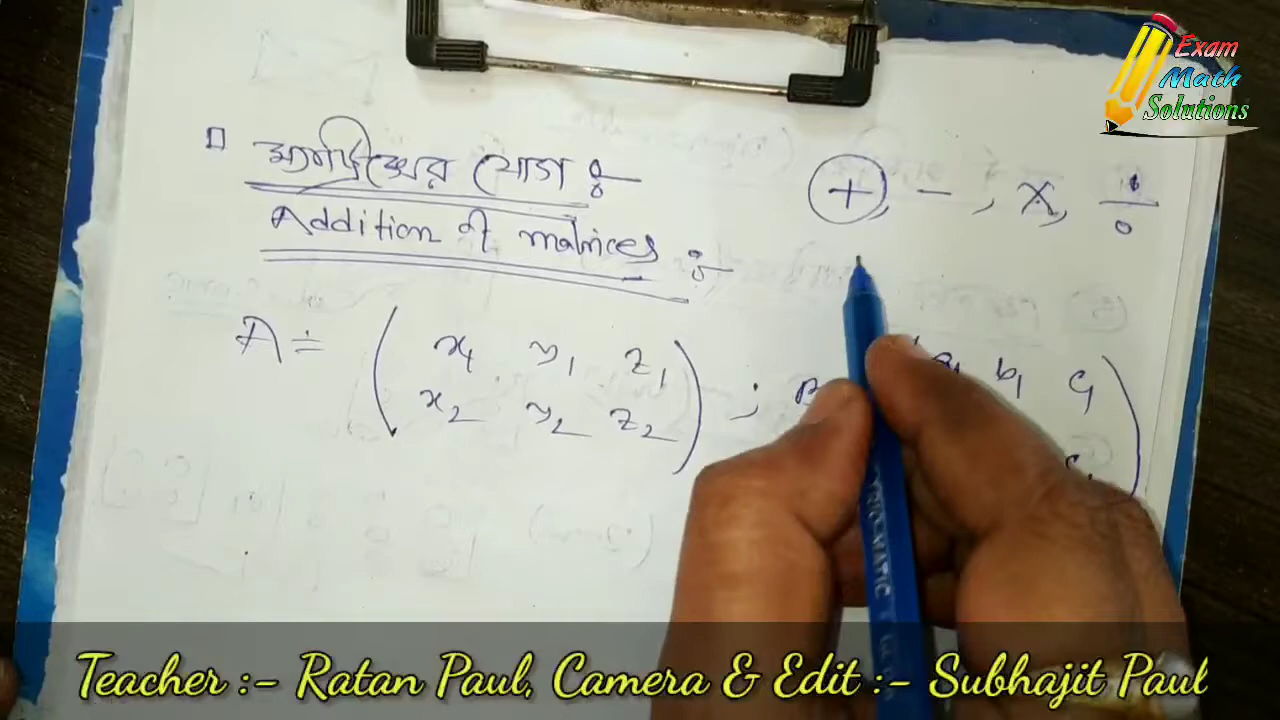 Exam
Math
Solutions
ম্যাট্রিক্সের যোগ :-
+, -, x, ÷
Addition of matrices :-
A = ( x1 y1 z1 ) ; B a1 b1 c1 )
x2 y2 z2
Teacher :- Ratan Paul, Camera & Edit :- Subhajit Paul